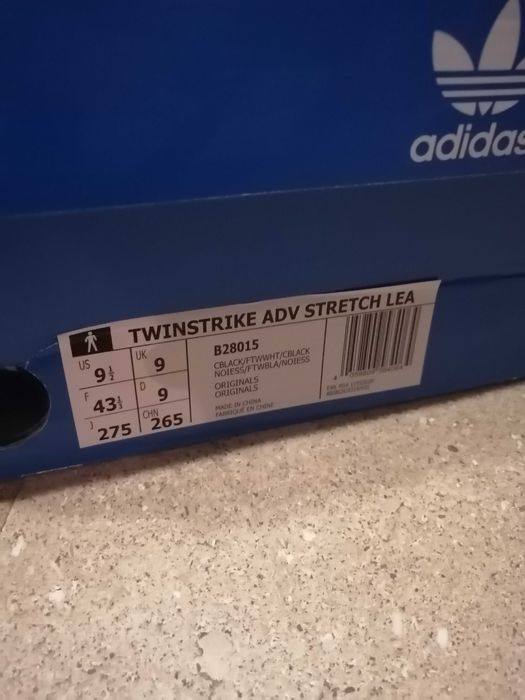 adidas
TWINSTRIKE ADV STRETCH LEA
US 9½ UK 9
F 43⅓ D 9
J 275 CHN 265
B28015
CBLACK/FTWWHT/CBLACK
NOIESS/FTWBLA/NOIESS
ORIGINALS
ORIGINALS
MADE IN CHINA
FABRIQUÉ EN CHINE